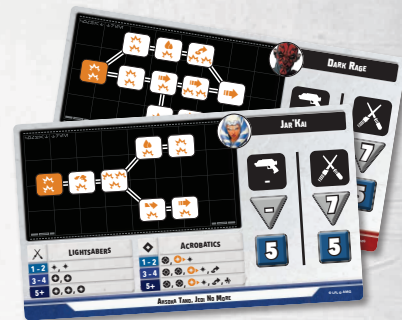 DARK RAGE
7
5
JAR'KAI
-
-
7
5
5
LIGHTSABERS
1-2
3-4
5+
ACROBATICS
1-2
3-4
5+
AHSOKA TANO, JEDI NO MORE